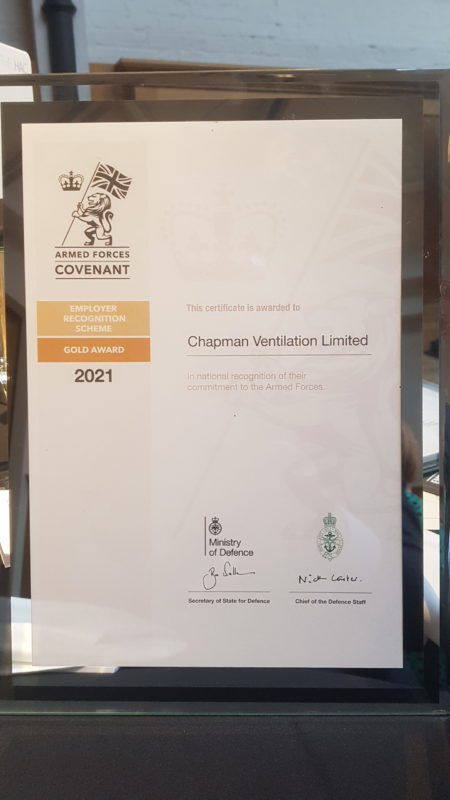 ARMED FORCES
COVENANT
EMPLOYER
RECOGNITION
SCHEME
GOLD AWARD
2021
This certificate is awarded to
Chapman Ventilation Limited
In national recognition of their
commitment to the Armed Forces.
Ministry
of Defence
Nick Carter.
Secretary of State for Defence
Chief of the Defence Staff